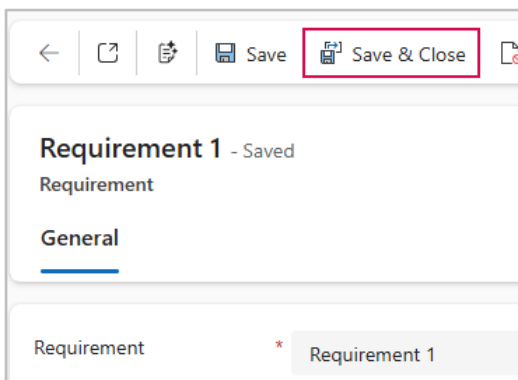 Save Save & Close
Requirement 1 - Saved
Requirement
General
Requirement * Requirement 1